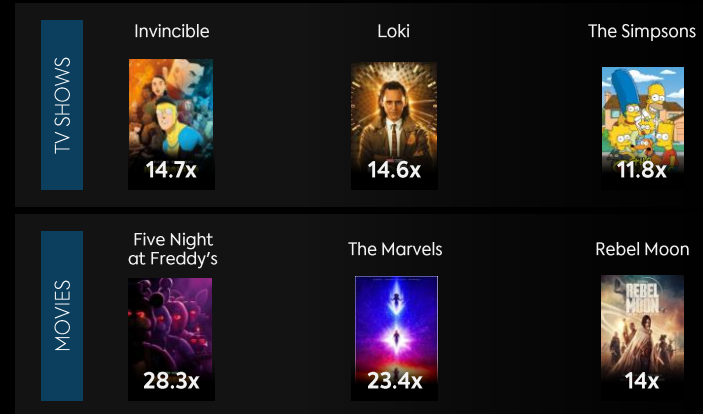 TV SHOWS
Invincible
Loki
The Simpsons
14.7x
14.6x
11.8x
MOVIES
Five Night
at Freddy's
The Marvels
Rebel Moon
REBEL
MOON
28.3x
23.4x
14x